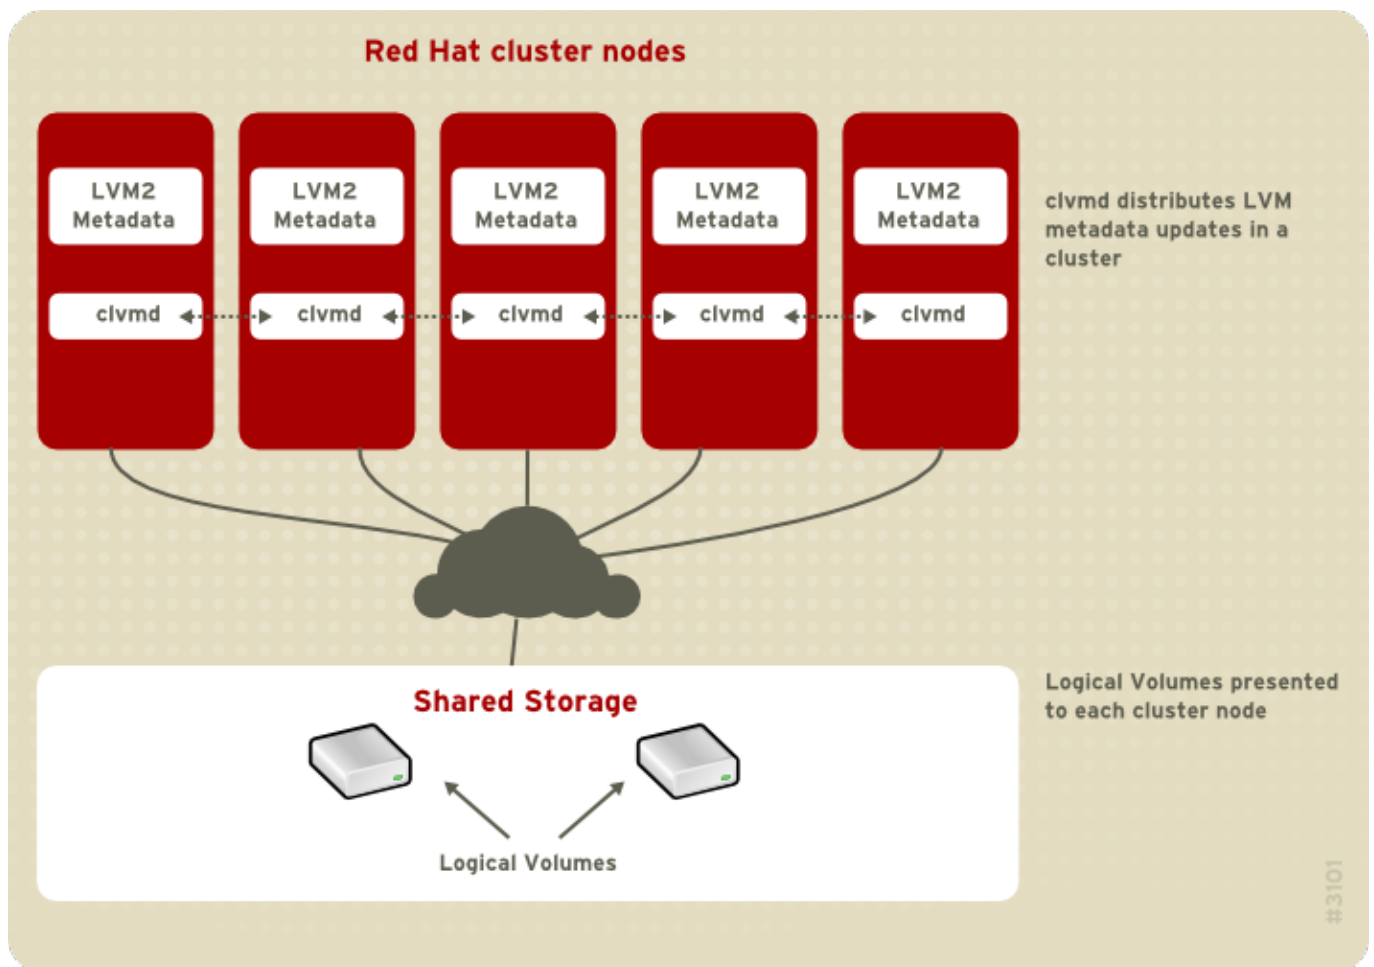 Red Hat cluster nodes
LVM2
Metadata
LVM2
Metadata
LVM2
Metadata
LVM2
Metadata
LVM2
Metadata
clvmd distributes LVM
metadata updates in a
cluster
clvmd
clvmd
clvmd
clvmd
clvmd
Shared Storage
Logical Volumes presented
to each cluster node
Logical Volumes
#3101